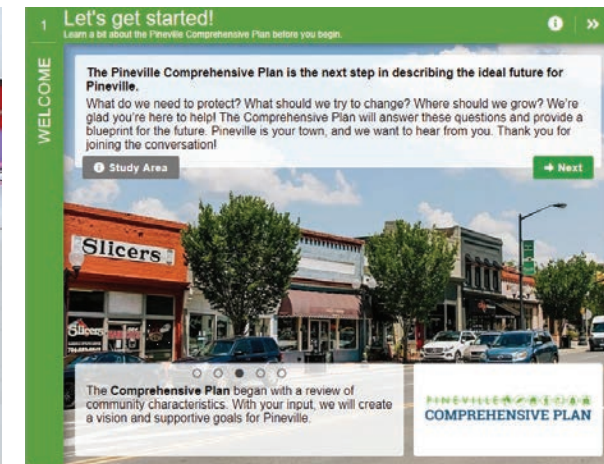 1
Let's get started!
Learn a bit about the Pineville Comprehensive Plan before you begin.
WELCOME
The Pineville Comprehensive Plan is the next step in describing the ideal future for
Pineville.
What do we need to protect? What should we try to change? Where should we grow? We're
glad you're here to help! The Comprehensive Plan will answer these questions and provide a
blueprint for the future. Pineville is your town, and we want to hear from you. Thank you for
joining the conversation!
Study Area
Next
Slicers
Slicers
The Comprehensive Plan began with a review of
community characteristics. With your input, we will create
a vision and supportive goals for Pineville.
PINEVILLE
COMPREHENSIVE PLAN